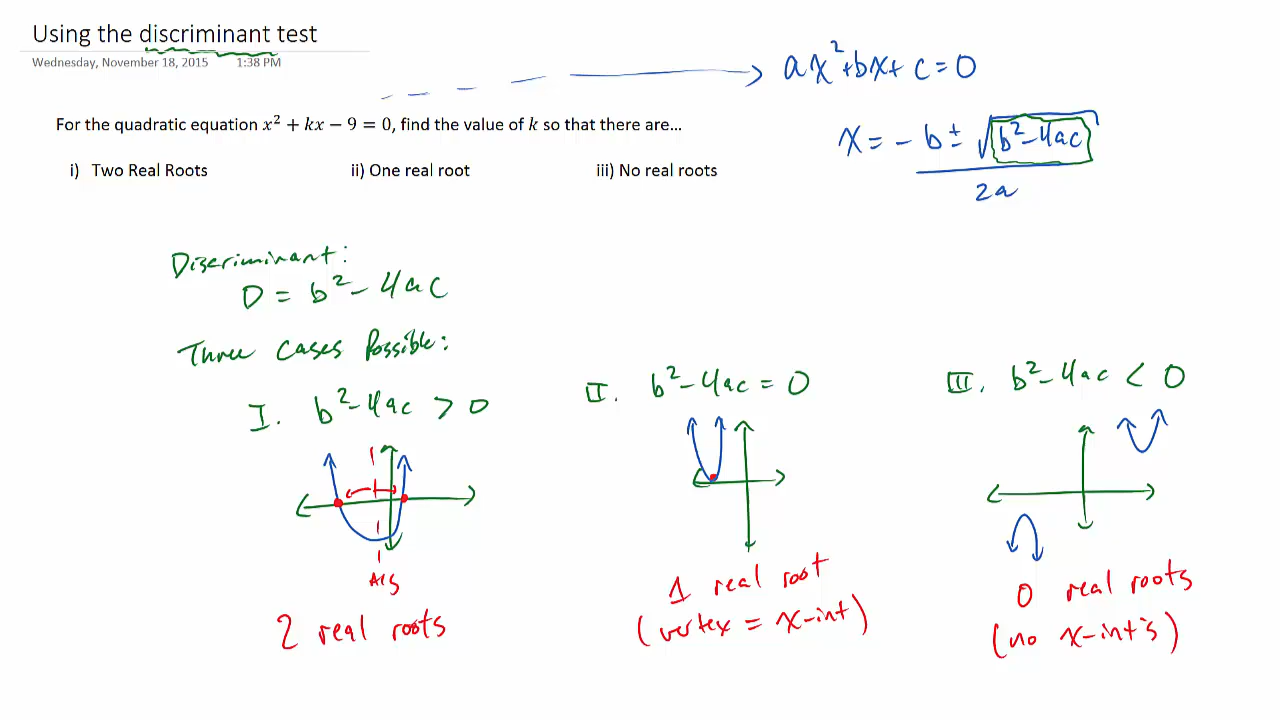 Using the discriminant test
Wednesday, November 18, 2015 1:38 PM
ax²+bx+c=0
For the quadratic equation x² + kx − 9 = 0, find the value of k so that there are...
x = -b ± √b²-4ac
2a
i) Two Real Roots ii) One real root iii) No real roots
Discriminant:
D = b²-4ac
Three Cases Possible:
I. b²-4ac > 0
II. b²-4ac = 0
III. b²-4ac < 0
AIS
2 real roots
1 real root
(vertex = x-int)
0 real roots
(no x-int's)